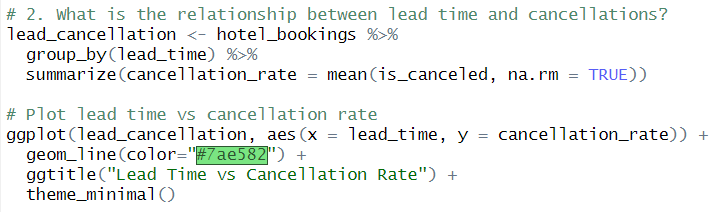 # 2. What is the relationship between lead time and cancellations?
lead_cancellation <- hotel_bookings %>%
  group_by(lead_time) %>%
  summarize(cancellation_rate = mean(is_canceled, na.rm = TRUE))

# Plot lead time vs cancellation rate
ggplot(lead_cancellation, aes(x = lead_time, y = cancellation_rate)) +
  geom_line(color="#7ae582") +
  ggtitle("Lead Time vs Cancellation Rate") +
  theme_minimal()